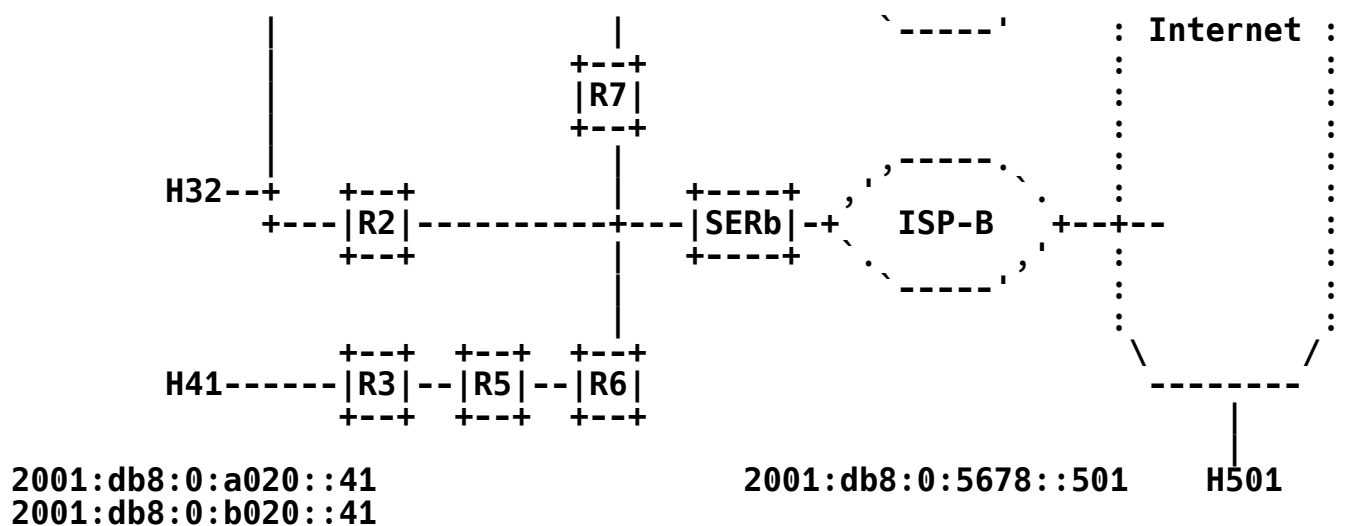 |                                   |                           `-----'           : Internet :
                           |                                 +--+                                            :          :
                           |                                 |R7|                                            :          :
                           |                                 +--+                                            :          :
                           |                                   |                        ,-----.              :          :
                H32--+     +--+                                |      +----+          ,'       `.            :          :
                     +---|R2|----------+---|SERb|-+   ISP-B   +--+--   :
                         +--+          |   +----+  `.       ,'   :     :
                                       |             `-----'     :     :
                                       |                         :     :
                         +--+  +--+  +--+                         \   /
                H41------|R3|--|R5|--|R6|                          --------
                         +--+  +--+  +--+                             |
                                                                      |
2001:db8:0:a020::41                   2001:db8:0:5678::501    H501
2001:db8:0:b020::41